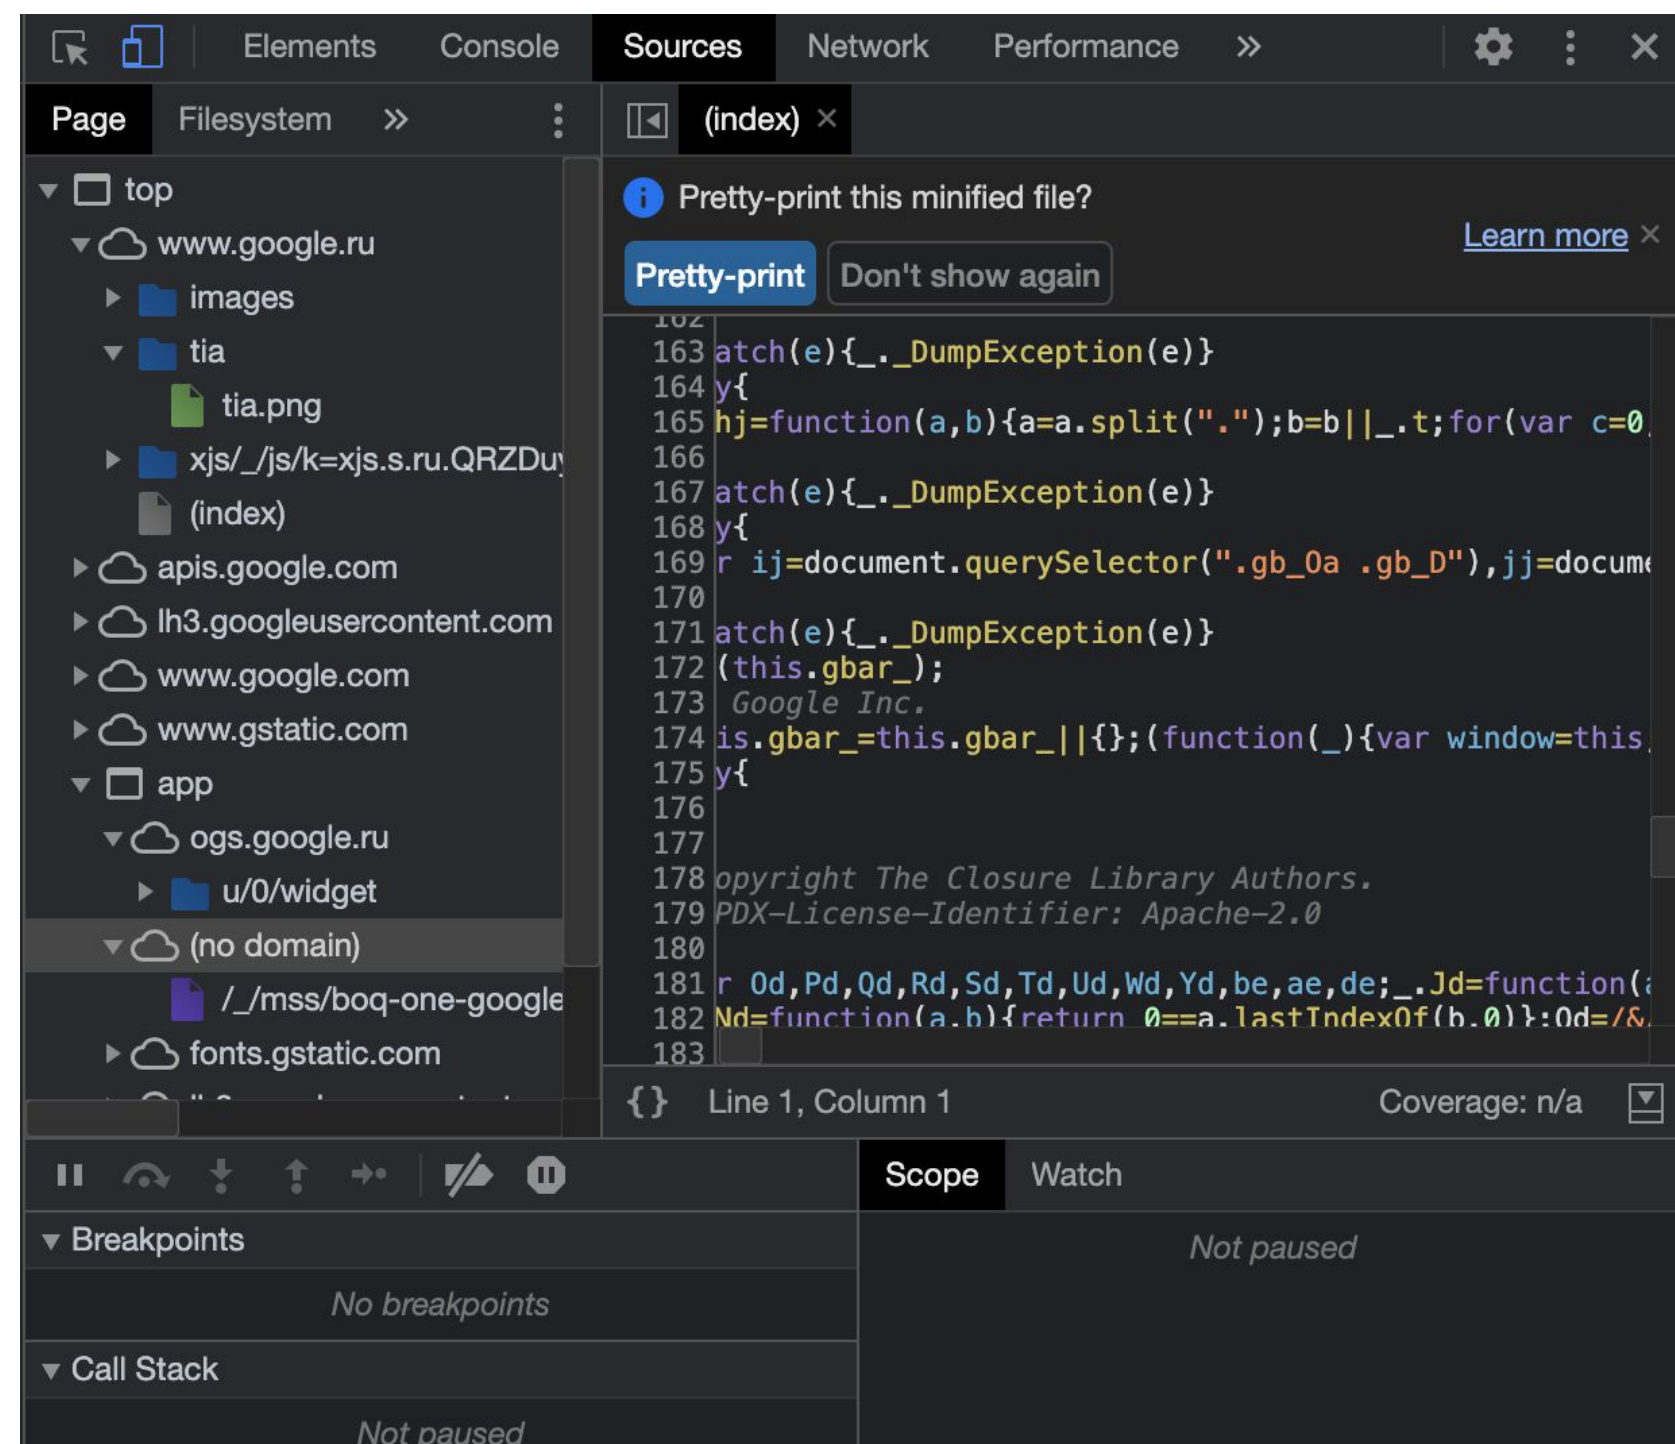 Elements Console Sources Network Performance
Page Filesystem
(index)
top
www.google.ru
images
tia
tia.png
xjs/_/js/k=xjs.s.ru.QRZDuy
(index)
apis.google.com
lh3.googleusercontent.com
www.google.com
www.gstatic.com
app
ogs.google.ru
u/0/widget
(no domain)
/_/mss/boq-one-google
fonts.gstatic.com
Pretty-print this minified file?
Learn more
Pretty-print Don't show again
162
163 atch(e){_._DumpException(e)}
164 y{
165 hj=function(a,b){a=a.split(".");b=b||_.t;for(var c=0
166
167 atch(e){_._DumpException(e)}
168 y{
169 r ij=document.querySelector(".gb_Oa .gb_D"),jj=docume
170
171 atch(e){_._DumpException(e)}
172 (this.gbar_);
173 Google Inc.
174 is.gbar_=this.gbar_||{};(function(_){var window=this
175 y{
176
177
178 opyright The Closure Library Authors.
179 PDX-License-Identifier: Apache-2.0
180
181 r Od,Pd,Qd,Rd,Sd,Td,Ud,Wd,Yd,be,ae,de;_.Jd=function(a
182 Nd=function(a,b){return 0==a.lastIndexOf(b,0)};Od=/&
183
{} Line 1, Column 1 Coverage: n/a
Breakpoints
No breakpoints
Call Stack
Not paused
Scope Watch
Not paused